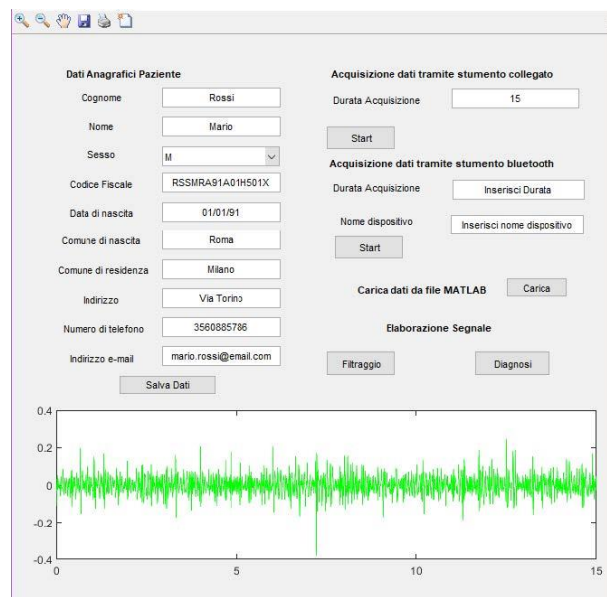 Dati Anagrafici Paziente
Cognome Rossi
Nome Mario
Sesso M
Codice Fiscale RSSMRA91A01H501X
Data di nascita 01/01/91
Comune di nascita Roma
Comune di residenza Milano
Indirizzo Via Torino
Numero di telefono 3560885786
Indirizzo e-mail mario.rossi@email.com
Salva Dati
Acquisizione dati tramite stumento collegato
Durata Acquisizione 15
Start
Acquisizione dati tramite stumento bluetooth
Durata Acquisizione Inserisci Durata
Nome dispositivo Inserisci nome dispositivo
Start
Carica dati da file MATLAB Carica
Elaborazione Segnale
Filtraggio Diagnosi
0.4
0.2
0
-0.2
-0.4
0 5 10 15